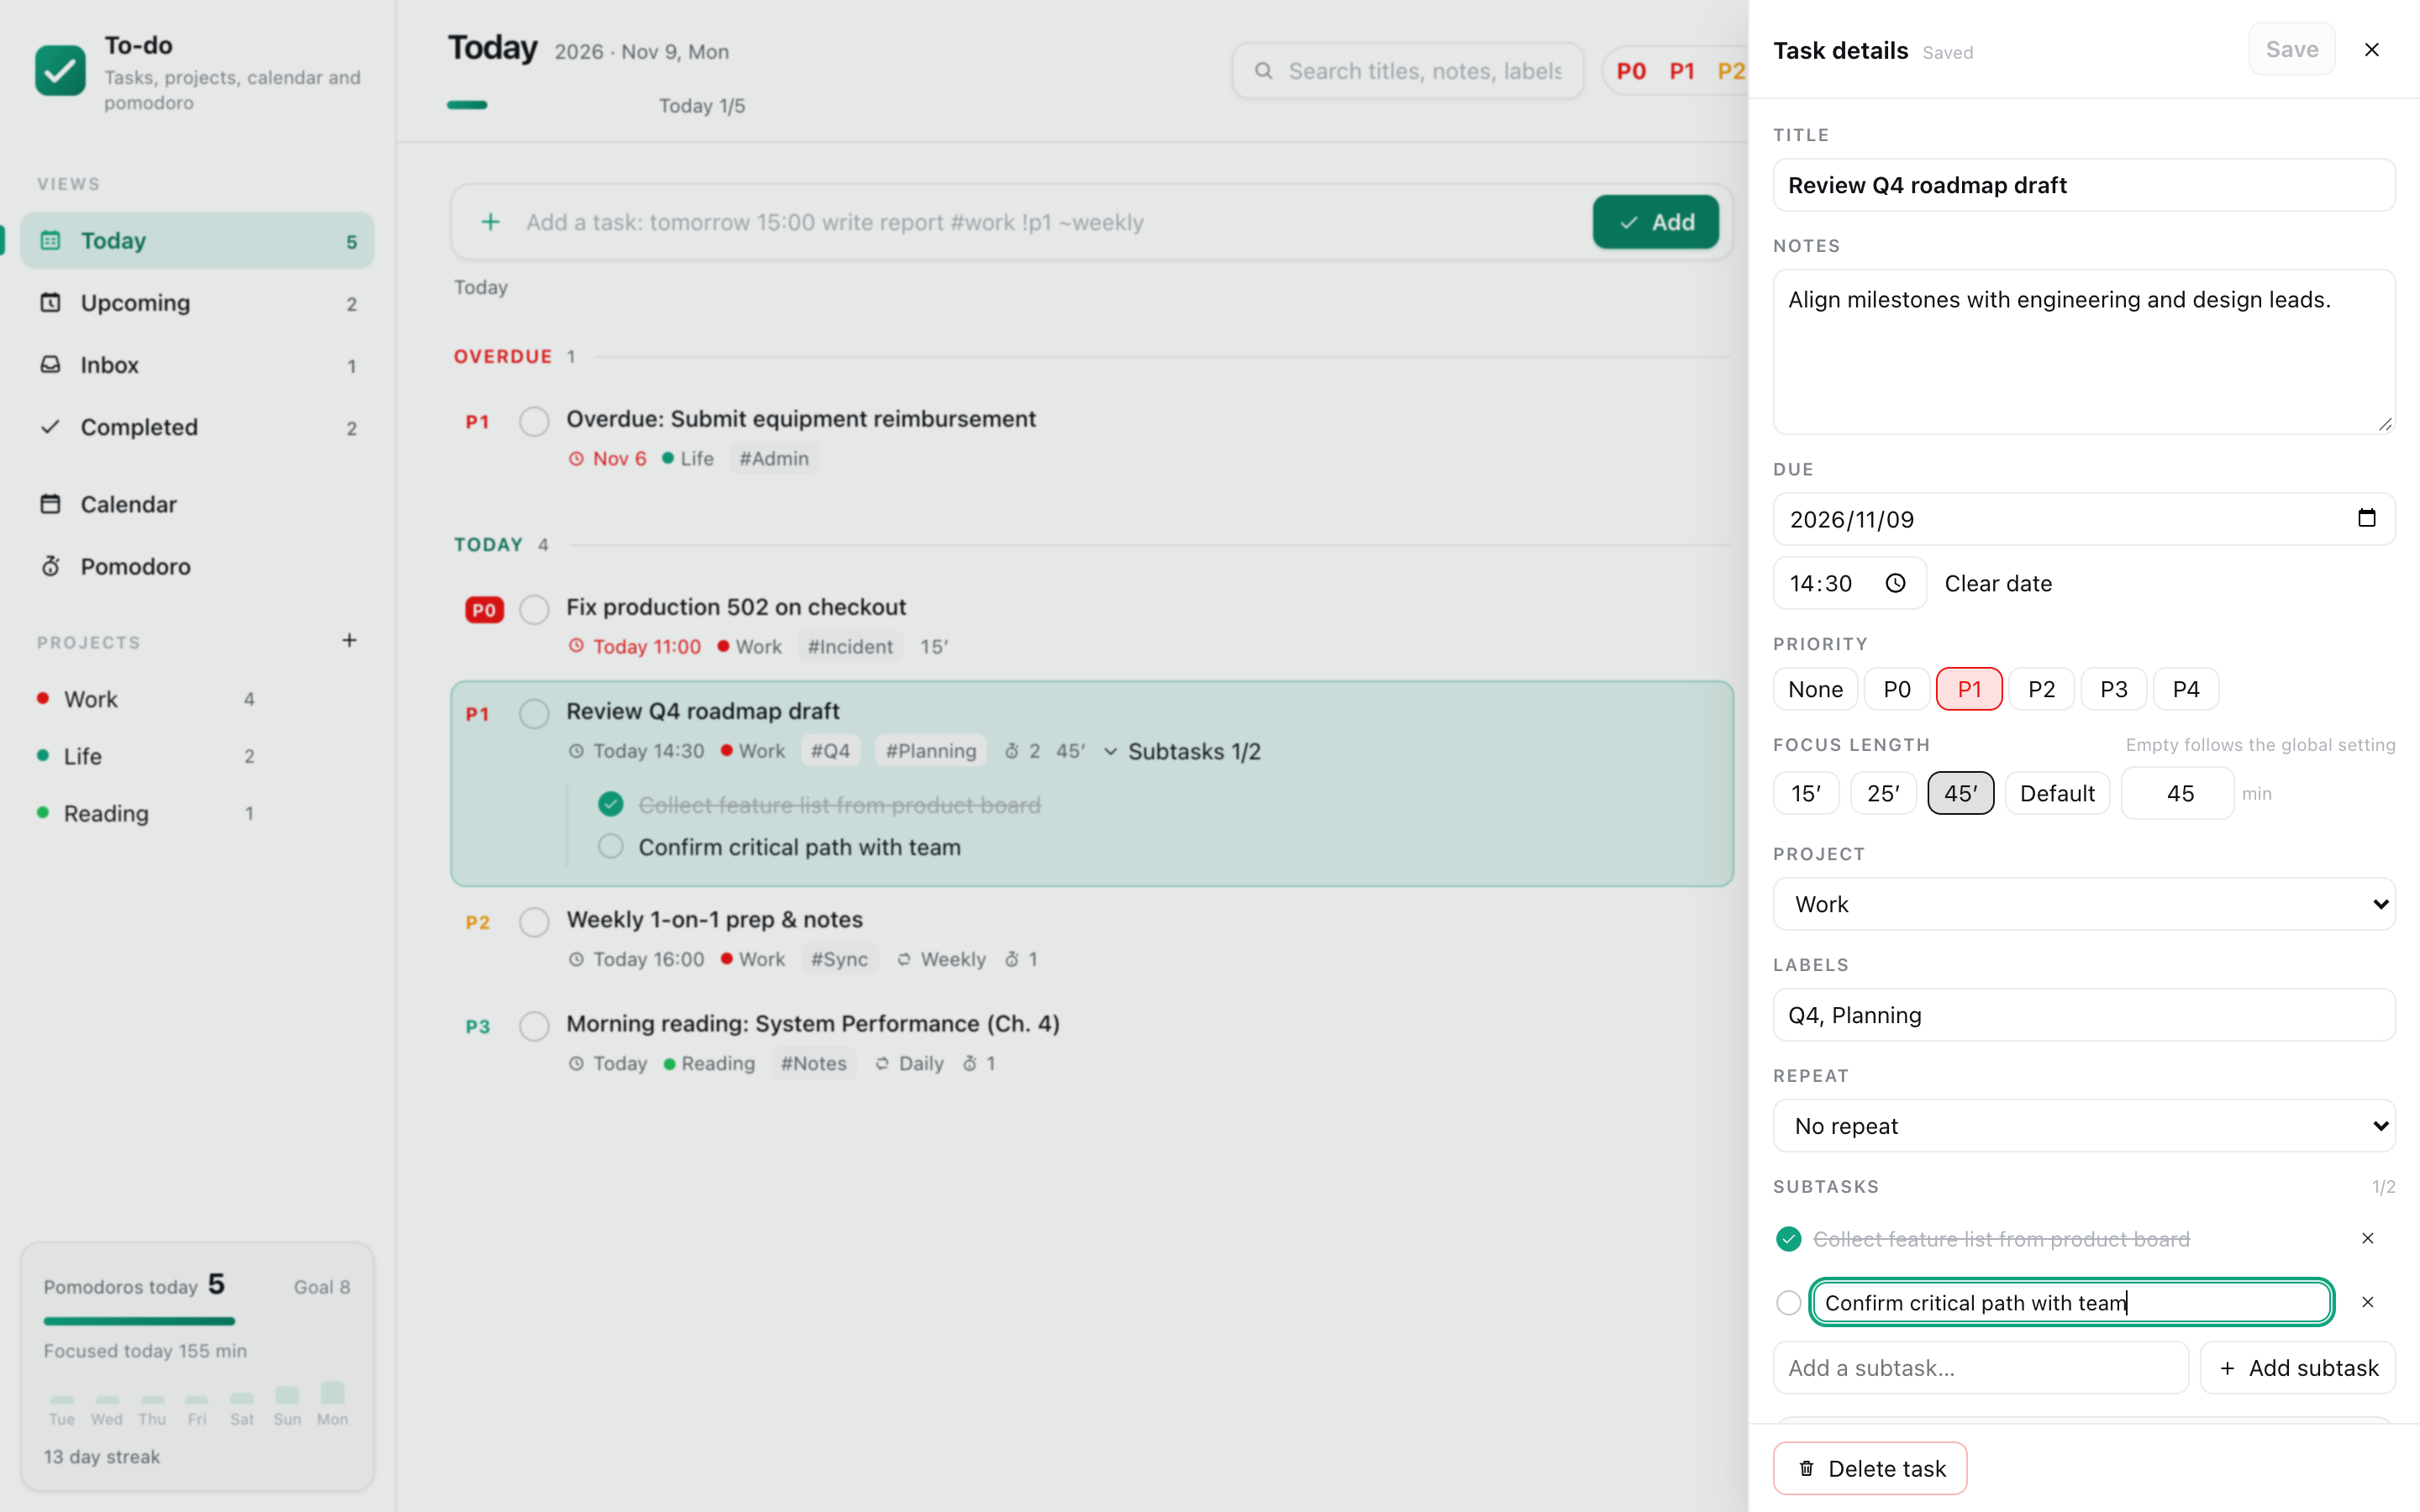 To-do
Tasks, projects, calendar and
pomodoro
VIEWS
Today 5
Upcoming 2
Inbox 1
Completed 2
Calendar
Pomodoro
PROJECTS +
Work 4
Life 2
Reading 1
Pomodoros today 5 Goal 8
Focused today 155 min
Tue Wed Thu Fri Sat Sun Mon
13 day streak
Today 2026 · Nov 9, Mon
Today 1/5
Search titles, notes, labels
P0 P1 P2
Add a task: tomorrow 15:00 write report #work !p1 ~weekly
Add
Today
OVERDUE 1
P1 Overdue: Submit equipment reimbursement
Nov 6 Life #Admin
TODAY 4
P0 Fix production 502 on checkout
Today 11:00 Work #Incident 15′
P1 Review Q4 roadmap draft
Today 14:30 Work #Q4 #Planning 2 45′ Subtasks 1/2
Collect feature list from product board
Confirm critical path with team
P2 Weekly 1-on-1 prep & notes
Today 16:00 Work #Sync Weekly 1
P3 Morning reading: System Performance (Ch. 4)
Today Reading #Notes Daily 1
Task details Saved Save
TITLE
Review Q4 roadmap draft
NOTES
Align milestones with engineering and design leads.
DUE
2026/11/09
14:30 Clear date
PRIORITY
None P0 P1 P2 P3 P4
FOCUS LENGTH Empty follows the global setting
15′ 25′ 45′ Default 45 min
PROJECT
Work
LABELS
Q4, Planning
REPEAT
No repeat
SUBTASKS 1/2
Collect feature list from product board
Confirm critical path with team
Add a subtask... + Add subtask
Delete task